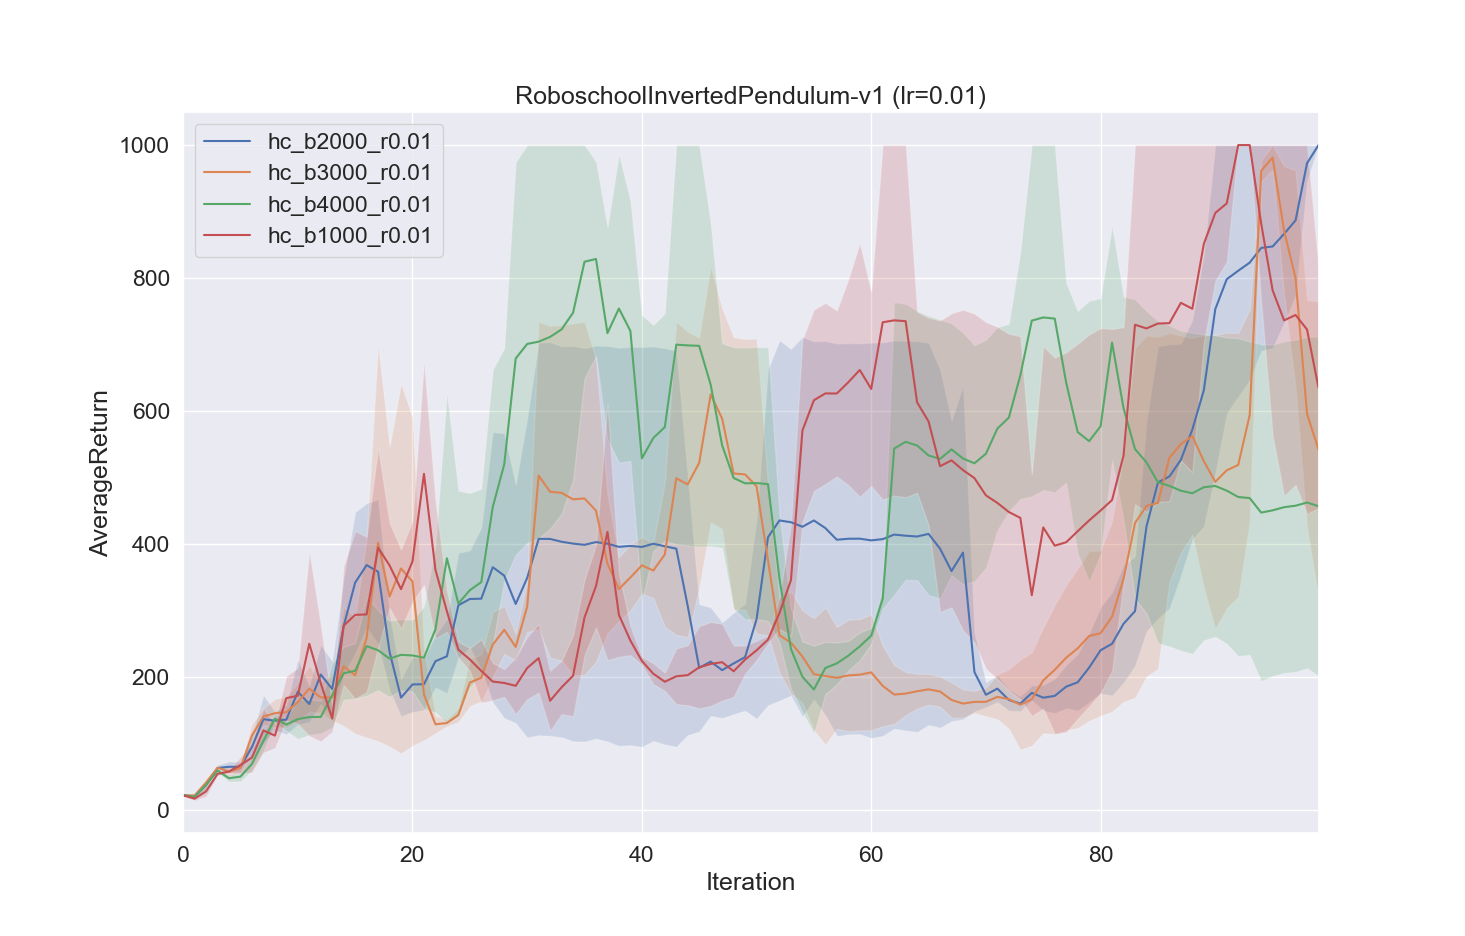 RoboschoolInvertedPendulum-v1 (lr=0.01)
hc_b2000_r0.01
hc_b3000_r0.01
hc_b4000_r0.01
hc_b1000_r0.01
1000
800
600
400
200
0
AverageReturn
0 20 40 60 80
Iteration